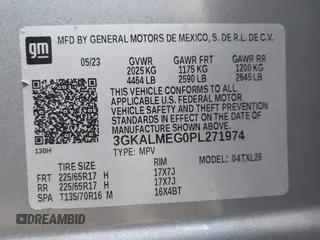 gm
MFD BY GENERAL MOTORS DE MEXICO, S. DE R.L. DE C.V.
05/23 GVWR GAWR FRT GAWR RR
2025 KG 1175 KG 1200 KG
4464 LB 2590 LB 2645 LB
THIS VEHICLE CONFORMS TO ALL APPLICABLE
U.S. FEDERAL MOTOR VEHICLE SAFETY, BUMPER,
AND THEFT PREVENTION STANDARDS IN
EFFECT ON THE DATE OF
MANUFACTURE SHOWN ABOVE.
3GKALMEG0PL271974
TYPE: MPV MODEL: 04TXL26
130H
TIRE SIZE RIM
FRT 225/65R17 H 17X7J
RR 225/65R17 H 17X7J
SP T135/70R16 M 16X4BT
DREAMBID